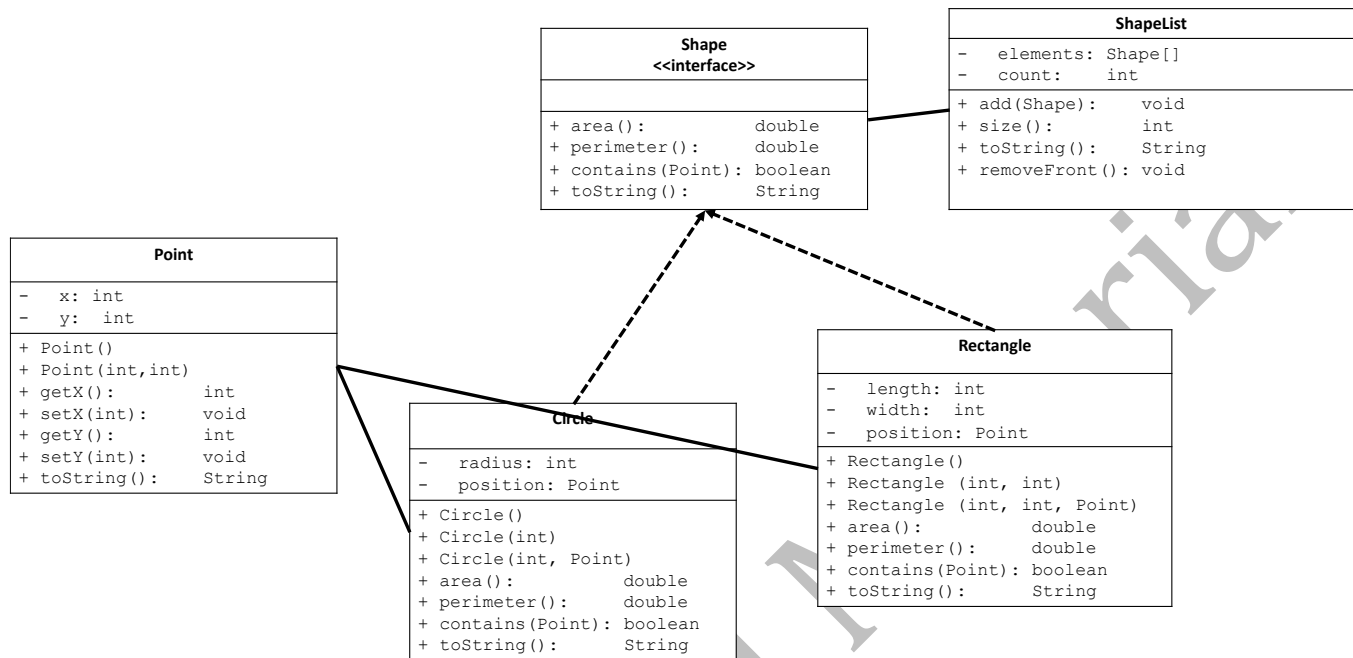 Shape
<<interface>>
+ area(): double
+ perimeter(): double
+ contains(Point): boolean
+ toString(): String
ShapeList
- elements: Shape[]
- count: int
+ add(Shape): void
+ size(): int
+ toString(): String
+ removeFront(): void
Point
- x: int
- y: int
+ Point()
+ Point(int,int)
+ getX(): int
+ setX(int): void
+ getY(): int
+ setY(int): void
+ toString(): String
Circle
- radius: int
- position: Point
+ Circle()
+ Circle(int)
+ Circle(int, Point)
+ area(): double
+ perimeter(): double
+ contains(Point): boolean
+ toString(): String
Rectangle
- length: int
- width: int
- position: Point
+ Rectangle()
+ Rectangle (int, int)
+ Rectangle (int, int, Point)
+ area(): double
+ perimeter(): double
+ contains(Point): boolean
+ toString(): String